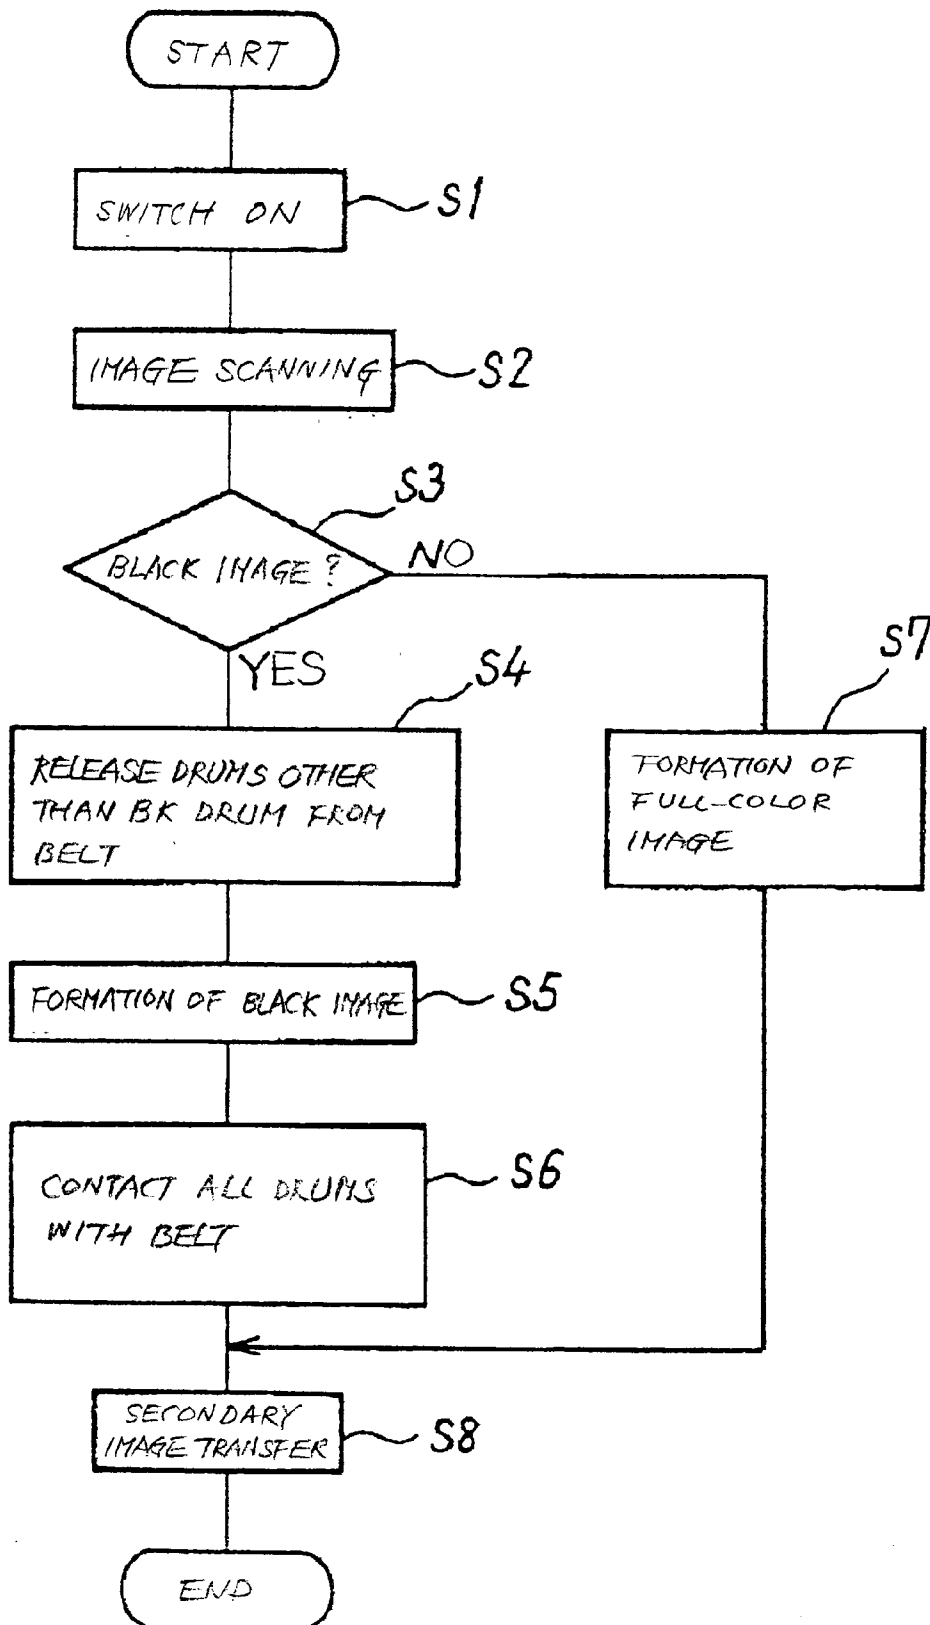 START
SWITCH ON
S1
IMAGE SCANNING
S2
S3
BLACK IMAGE?
NO
YES
S4
RELEASE DRUMS OTHER
THAN BK DRUM FROM
BELT
S7
FORMATION OF
FULL-COLOR
IMAGE
FORMATION OF BLACK IMAGE
S5
CONTACT ALL DRUMS
WITH BELT
S6
SECONDARY
IMAGE TRANSFER
S8
END